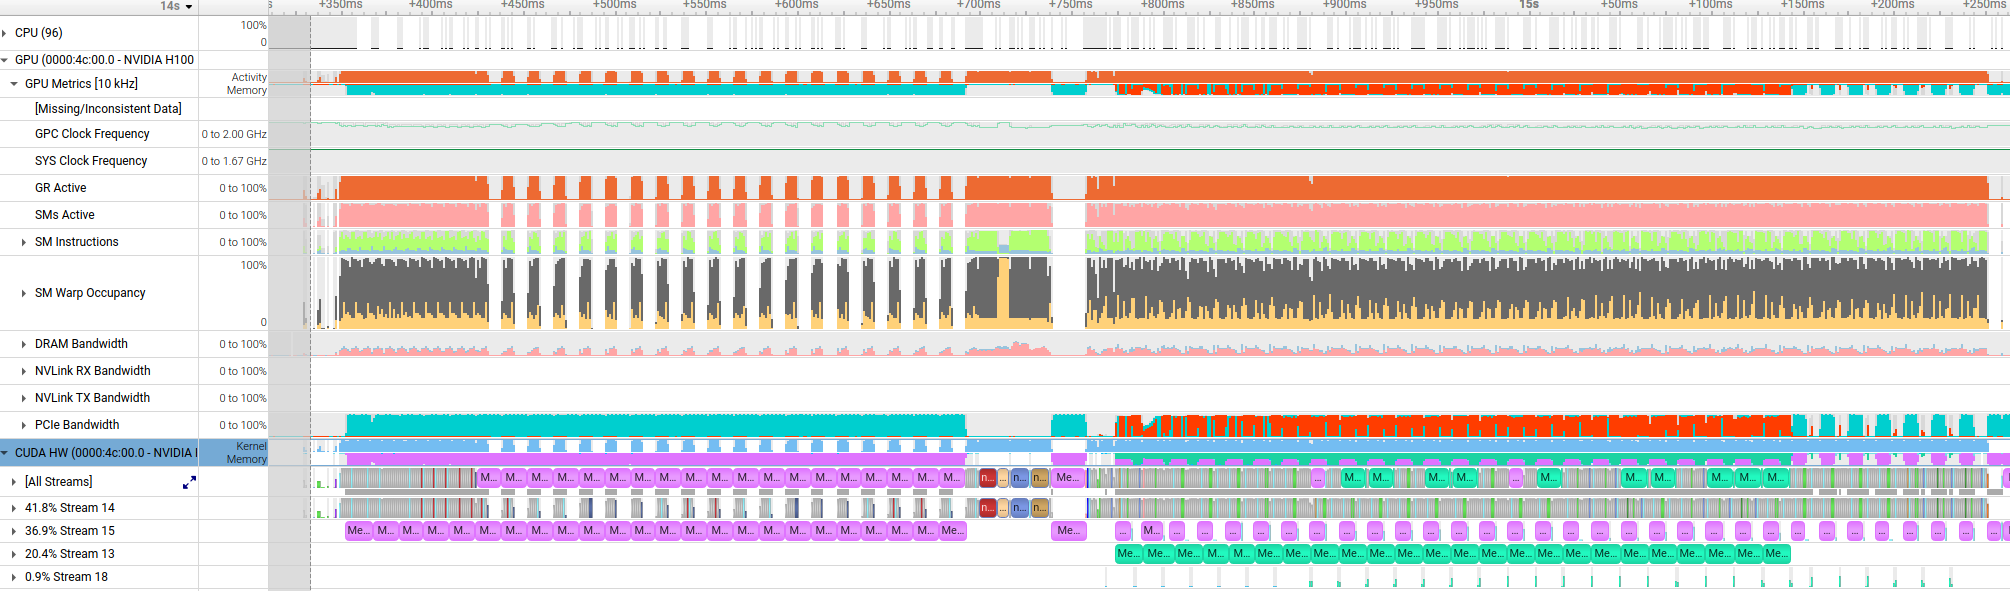 14s
+350ms +400ms +450ms +500ms +550ms +600ms +650ms +700ms +750ms +800ms +850ms +900ms +950ms 15s +50ms +100ms +150ms +200ms +250ms
CPU (96)
100%
0
GPU (0000:4c:00.0 - NVIDIA H100
GPU Metrics [10 kHz]
Activity
Memory
[Missing/Inconsistent Data]
GPC Clock Frequency 0 to 2.00 GHz
SYS Clock Frequency 0 to 1.67 GHz
GR Active 0 to 100%
SMs Active 0 to 100%
SM Instructions 0 to 100%
100%
SM Warp Occupancy
0
DRAM Bandwidth 0 to 100%
NVLink RX Bandwidth 0 to 100%
NVLink TX Bandwidth 0 to 100%
PCIe Bandwidth 0 to 100%
CUDA HW (0000:4c:00.0 - NVIDIA I
Kernel
Memory
[All Streams] M... M... M... M... M... M... M... M... M... M... M... M... M... M... M... M... M... M... M... n... ... n... n... Me... ... M... M... M... M... ... M... M... M... M... M... M...
41.8% Stream 14 n... ... n... n...
36.9% Stream 15 Me... M... M... M... M... M... M... M... M... M... M... M... M... M... M... M... M... M... M... M... M... M... M... Me... Me... ... M... ... ... ... ... ... ... ... ... ... ... ... ... ... ... ... ... ... ... ... ... ... ... ... ... ... ... ... ... ...
20.4% Stream 13 Me... Me... Me... M... M... Me... Me... Me... Me... Me... Me... Me... Me... Me... Me... Me... Me... Me... Me... Me... Me... Me... Me... Me...
0.9% Stream 18